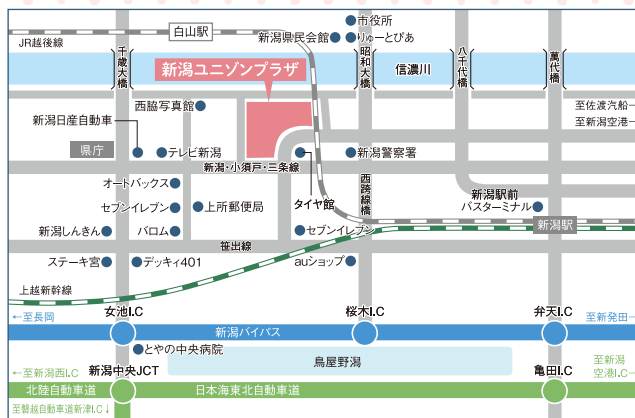 市役所
白山駅
新潟県民会館
りゅーとぴあ
JR越後線
千歳大橋
昭和大橋
八千代橋
萬代橋
信濃川
新潟ユニゾンプラザ
西脇写真館
至佐渡汽船→
至新潟空港→
新潟日産自動車
県庁
テレビ新潟
新潟警察署
新潟・小須戸・三条線
オートバックス
タイヤ館
西跨線橋
新潟駅前
バスターミナル
セブンイレブン
上所郵便局
新潟駅
新潟しんきん
バロム
セブンイレブン
笹出線
ステーキ宮
デッキィ401
auショップ
上越新幹線
女池I.C
桜木I.C
弁天I.C
←至長岡
新潟バイパス
至新発田→
とやの中央病院
鳥屋野潟
←至新潟西I.C
新潟中央JCT
亀田I.C
至新潟
空港I.C→
北陸自動車道
日本海東北自動車道
至磐越自動車道新津I.C↓